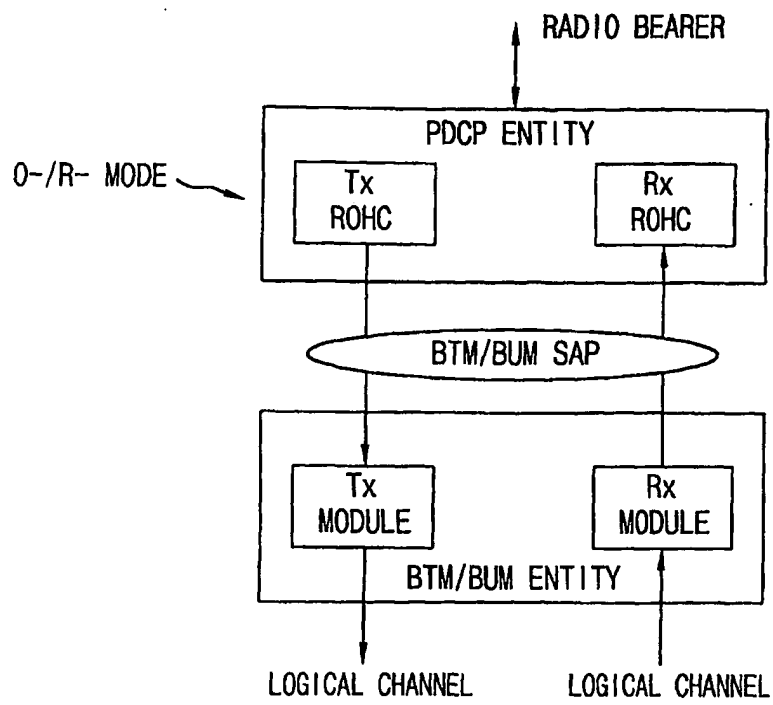 RADIO BEARER
PDCP ENTITY
O-/R- MODE
Tx
ROHC
Rx
ROHC
BTM/BUM SAP
Tx
MODULE
Rx
MODULE
BTM/BUM ENTITY
LOGICAL CHANNEL
LOGICAL CHANNEL